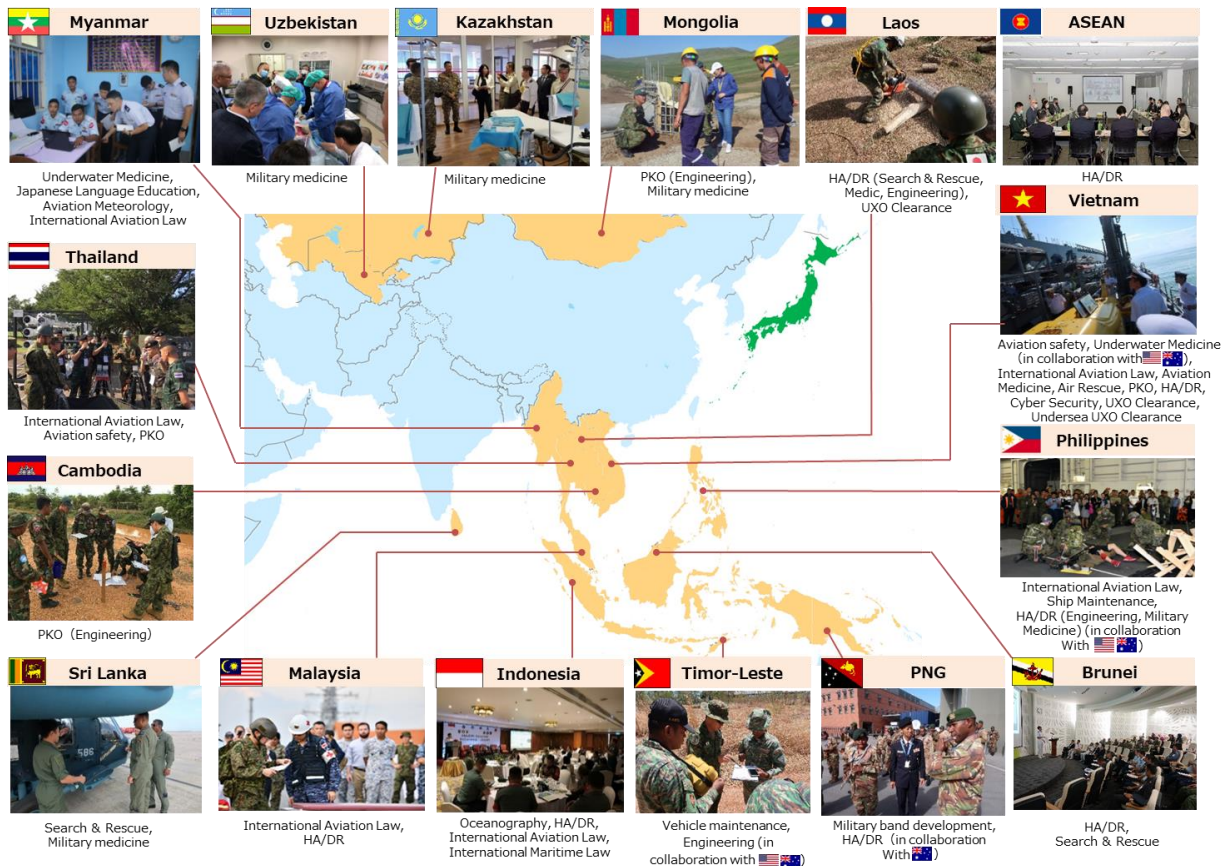 Myanmar
Underwater Medicine,
Japanese Language Education,
Aviation Meteorology,
International Aviation Law
Uzbekistan
Military medicine
Kazakhstan
Military medicine
Mongolia
PKO (Engineering),
Military medicine
Laos
HA/DR (Search & Rescue,
Medic, Engineering),
UXO Clearance
ASEAN
HA/DR
Vietnam
Aviation safety, Underwater Medicine
(in collaboration with ),
International Aviation Law, Aviation
Medicine, Air Rescue, PKO, HA/DR,
Cyber Security, UXO Clearance,
Undersea UXO Clearance
Thailand
International Aviation Law,
Aviation safety, PKO
Philippines
International Aviation Law,
Ship Maintenance,
HA/DR (Engineering, Military
Medicine) (in collaboration
With )
Cambodia
PKO (Engineering)
Sri Lanka
586
Search & Rescue,
Military medicine
Malaysia
International Aviation Law,
HA/DR
Indonesia
Oceanography, HA/DR,
International Aviation Law,
International Maritime Law
Timor-Leste
Vehicle maintenance,
Engineering (in
collaboration with )
PNG
Military band development,
HA/DR (in collaboration
With )
Brunei
HA/DR,
Search & Rescue